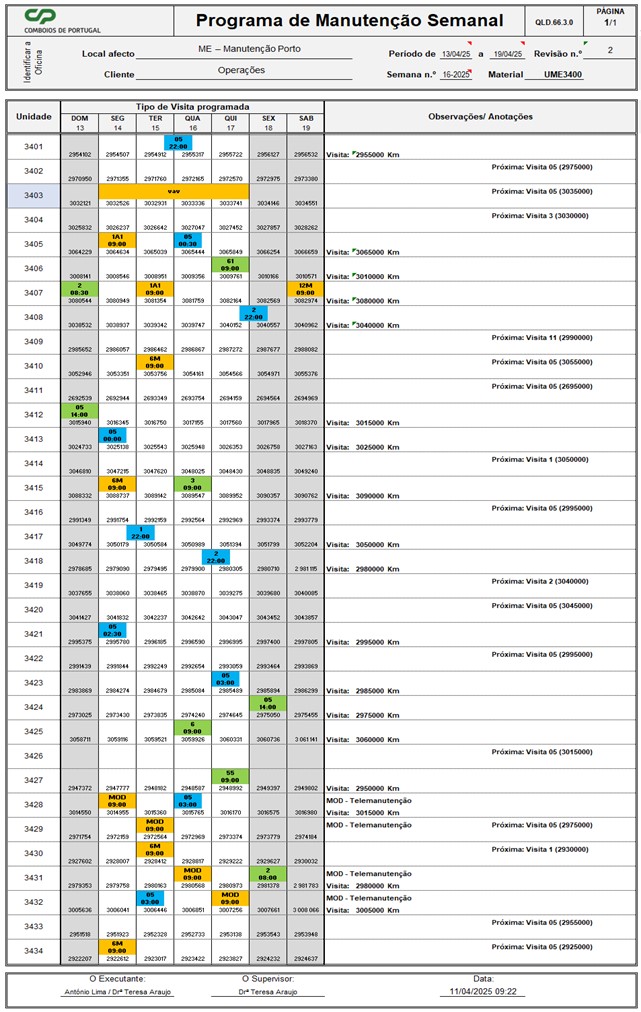 CP
COMBOIOS DE PORTUGAL
Programa de Manutenção Semanal
QLD.66.3.0
PÁGINA
1/1
Identificar a Oficina
Local afecto ME – Manutenção Porto
Período de 13/04/25 a 19/04/25 Revisão n.º 2
Cliente Operações
Semana n.º 16-2025 Material UME3400
Unidade Tipo de Visita programada Observações/ Anotações
DOM SEG TER QUA QUI SEX SAB
13 14 15 16 17 18 19
3401 05 22:00
2954102 2954507 2954912 2955317 2955722 2956127 2956532 Visita: 2955000 Km
3402 Próxima: Visita 05 (2975000)
2970950 2971355 2971760 2972165 2972570 2972975 2973380
3403 Próxima: Visita 05 (3035000)
3032121 3032526 3032931 3033336 3033741 3034146 3034551
3404 Próxima: Visita 3 (3030000)
3025832 3026237 3026642 3027047 3027452 3027857 3028262
3405 1A1 09:00 05 00:30
3064229 3064634 3065039 3065444 3065849 3066254 3066659 Visita: 3065000 Km
3406 61 09:00
3008141 3008546 3008951 3009356 3009761 3010166 3010571 Visita: 3010000 Km
3407 2 08:30 1A1 09:00 12M 09:00
3080544 3080949 3081354 3081759 3082164 3082569 3082974 Visita: 3080000 Km
3408 2 22:00
3038532 3038937 3039342 3039747 3040152 3040557 3040962 Visita: 3040000 Km
3409 Próxima: Visita 11 (2990000)
2985652 2986057 2986462 2986867 2987272 2987677 2988082
3410 6M 09:00 Próxima: Visita 05 (3055000)
3052946 3053351 3053756 3054161 3054566 3054971 3055376
3411 Próxima: Visita 05 (2695000)
2692539 2692944 2693349 2693754 2694159 2694564 2694969
3412 05 14:00
3015940 3016345 3016750 3017155 3017560 3017965 3018370 Visita: 3015000 Km
3413 05 00:00
3024733 3025138 3025543 3025948 3026353 3026758 3027163 Visita: 3025000 Km
3414 Próxima: Visita 1 (3050000)
3046810 3047215 3047620 3048025 3048430 3048835 3049240
3415 6M 09:00 3 09:00
3088332 3088737 3089142 3089547 3089952 3090357 3090762 Visita: 3090000 Km
3416 Próxima: Visita 05 (2995000)
2991349 2991754 2992159 2992564 2992969 2993374 2993779
3417 1 22:00
3049774 3050179 3050584 3050989 3051394 3051799 3052204 Visita: 3050000 Km
3418 2 22:00
2978685 2979090 2979495 2979900 2980305 2980710 2 981 115 Visita: 2980000 Km
3419 Próxima: Visita 2 (3040000)
3037655 3038060 3038465 3038870 3039275 3039680 3040085
3420 Próxima: Visita 05 (3045000)
3041427 3041832 3042237 3042642 3043047 3043452 3043857
3421 05 02:30
2995375 2995780 2996185 2996590 2996995 2997400 2997805 Visita: 2995000 Km
3422 Próxima: Visita 05 (2995000)
2991439 2991844 2992249 2992654 2993059 2993464 2993869
3423 05 03:00
2983869 2984274 2984679 2985084 2985489 2985894 2986299 Visita: 2985000 Km
3424 05 14:00
2973025 2973430 2973835 2974240 2974645 2975050 2975455 Visita: 2975000 Km
3425 6 09:00
3058711 3059116 3059521 3059926 3060331 3060736 3 061 141 Visita: 3060000 Km
3426 Próxima: Visita 05 (3015000)
3427 55 09:00
2947372 2947777 2948182 2948587 2948992 2949397 2949802 Visita: 2950000 Km
3428 MOD 09:00 05 03:00 MOD - Telemanutenção
3014550 3014955 3015360 3015765 3016170 3016575 3016980 Visita: 3015000 Km
3429 MOD 09:00 MOD - Telemanutenção Próxima: Visita 05 (2975000)
2971754 2972159 2972564 2972969 2973374 2973779 2974184
3430 6M 09:00 Próxima: Visita 1 (2930000)
2927602 2928007 2928412 2928817 2929222 2929627 2930032
3431 MOD 09:00 2 08:00 MOD - Telemanutenção
2979353 2979758 2980163 2980568 2980973 2981378 2 981 783 Visita: 2980000 Km
3432 05 03:00 MOD 09:00 MOD - Telemanutenção
3005636 3006041 3006446 3006851 3007256 3007661 3 008 066 Visita: 3005000 Km
3433 Próxima: Visita 05 (2955000)
2951518 2951923 2952328 2952733 2953138 2953543 2953948
3434 6M 09:00 Próxima: Visita 05 (2925000)
2922207 2922612 2923017 2923422 2923827 2924232 2924637
O Executante: O Supervisor: Data:
António Lima / Drª Teresa Araujo Drª Teresa Araujo 11/04/2025 09:22